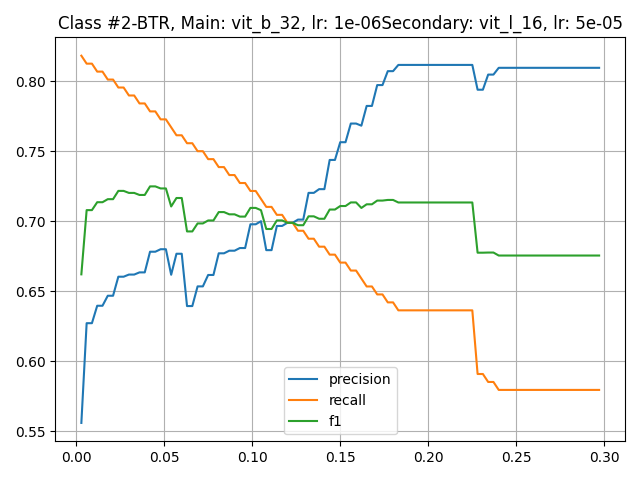 Class #2-BTR, Main: vit_b_32, lr: 1e-06Secondary: vit_l_16, lr: 5e-05
0.80
0.75
0.70
0.65
0.60
0.55
precision
recall
f1
0.00 0.05 0.10 0.15 0.20 0.25 0.30